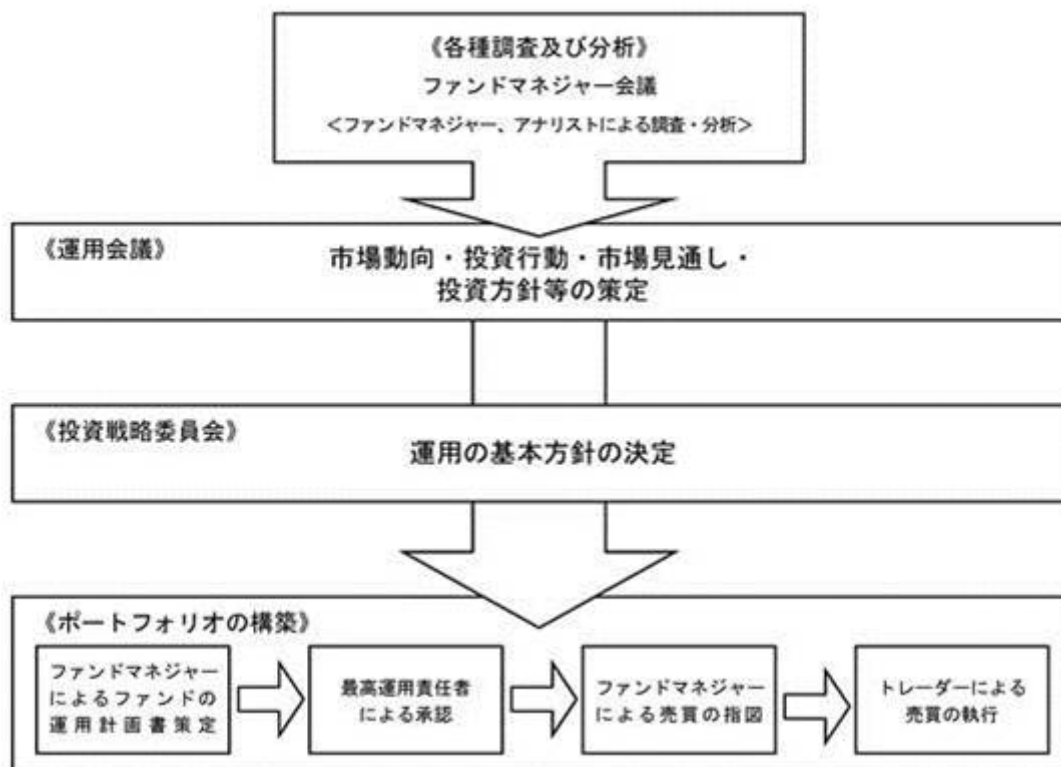 《各種調査及び分析》
ファンドマネジャー会議
<ファンドマネジャー、アナリストによる調査・分析>
《運用会議》
市場動向・投資行動・市場見通し・
投資方針等の策定
《投資戦略委員会》
運用の基本方針の決定
《ポートフォリオの構築》
ファンドマネジャー
によるファンドの
運用計画書策定
最高運用責任者
による承認
ファンドマネジャー
による売買の指図
トレーダーによる
売買の執行